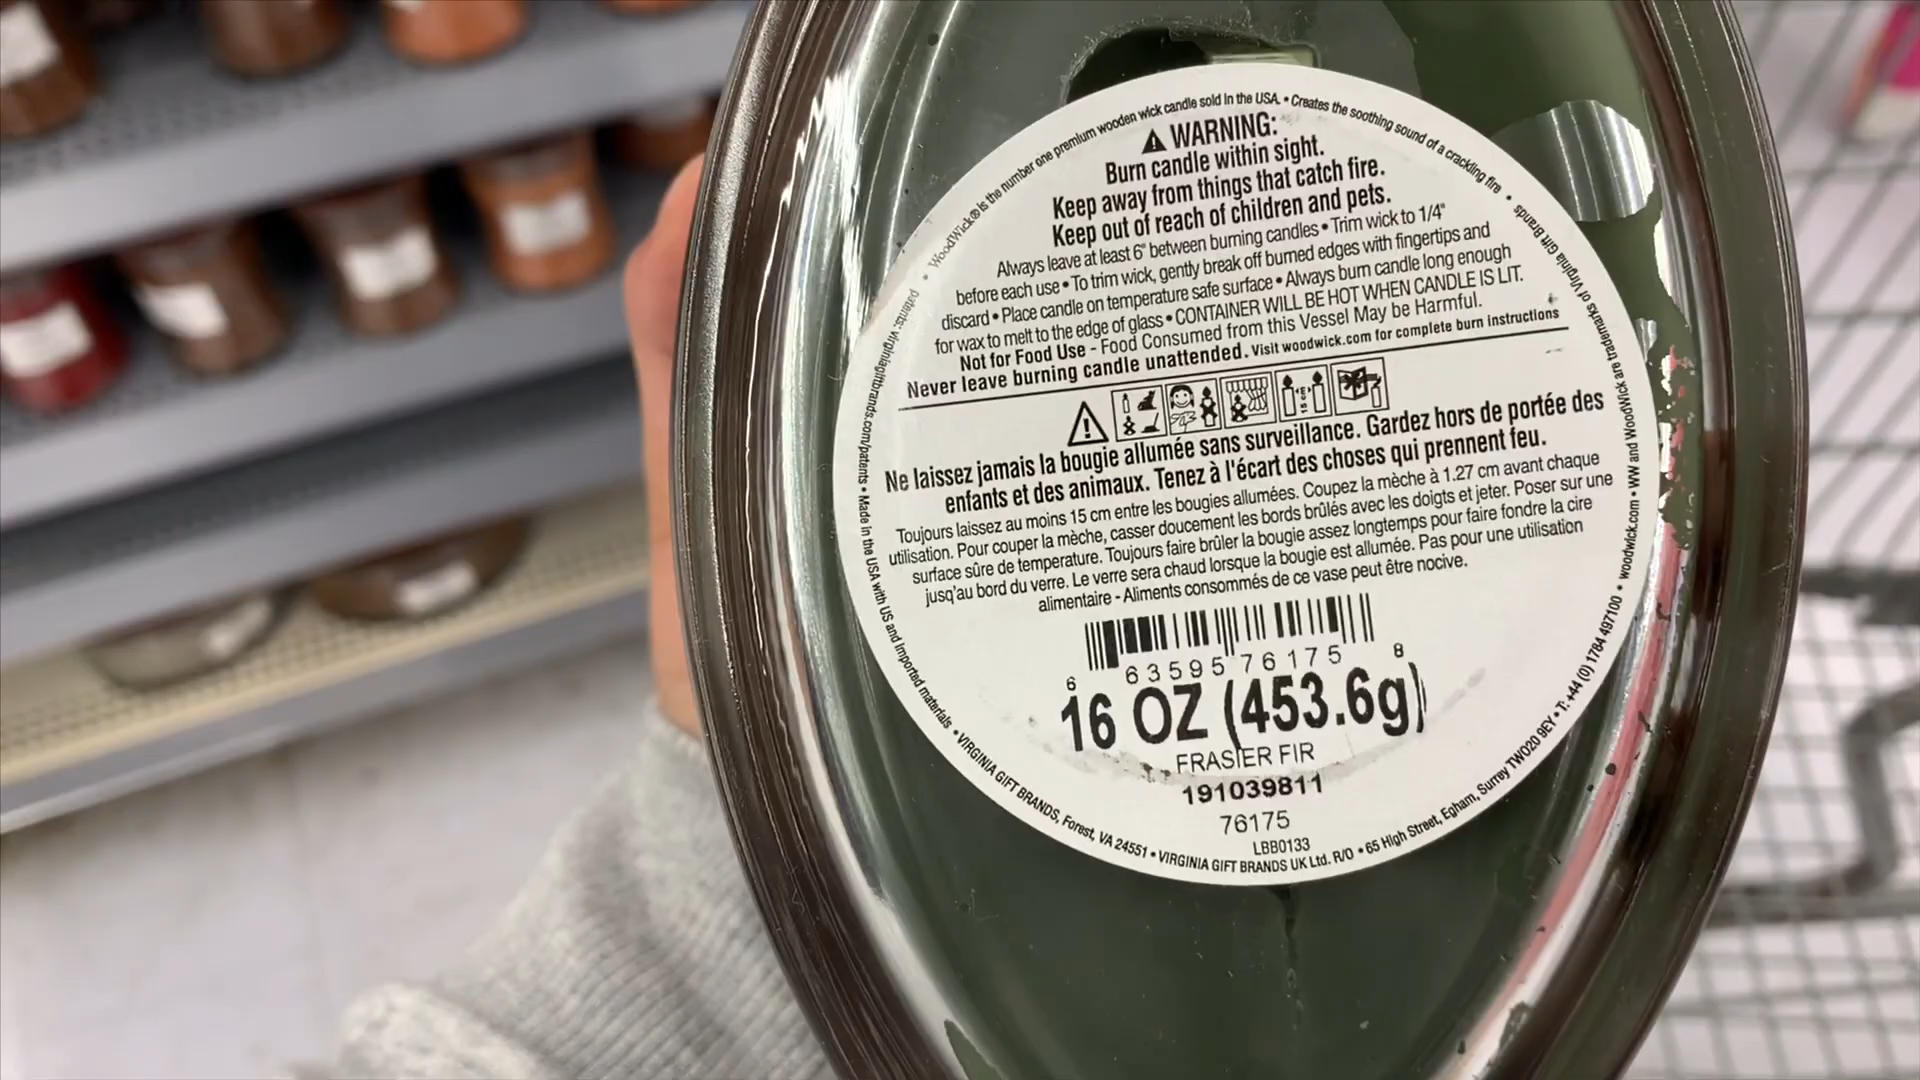 WoodWick® is the number one premium wooden wick candle sold in the USA. • Creates the soothing sound of a crackling fire •
⚠ WARNING:
Burn candle within sight.
Keep away from things that catch fire.
Keep out of reach of children and pets.
Always leave at least 6" between burning candles • Trim wick to 1/4"
before each use • To trim wick, gently break off burned edges with fingertips and
discard • Place candle on temperature safe surface • Always burn candle long enough
for wax to melt to the edge of glass • CONTAINER WILL BE HOT WHEN CANDLE IS LIT.
Not for Food Use - Food Consumed from this Vessel May be Harmful.
Never leave burning candle unattended. Visit woodwick.com for complete burn instructions
15 cm
Ne laissez jamais la bougie allumée sans surveillance. Gardez hors de portée des
enfants et des animaux. Tenez à l'écart des choses qui prennent feu.
Toujours laissez au moins 15 cm entre les bougies allumées. Coupez la mèche à 1.27 cm avant chaque
utilisation. Pour couper la mèche, casser doucement les bords brûlés avec les doigts et jeter. Poser sur une
surface sûre de temperature. Toujours faire brûler la bougie assez longtemps pour faire fondre la cire
jusq'au bord du verre. Le verre sera chaud lorsque la bougie est allumée. Pas pour une utilisation
alimentaire - Aliments consommés de ce vase peut être nocive.
6 63595 76175 8
16 OZ (453.6g)
FRASIER FIR
191039811
76175
LBB0133
woodwick.com • WW and WoodWick are trademarks of Virginia Gift Brands
patents: virginiagiftbrands.com/patents • Made in the USA with US and imported materials • VIRGINIA GIFT BRANDS, Forest, VA 24551 • VIRGINIA GIFT BRANDS UK Ltd. R/O • 65 High Street, Egham, Surrey TW020 9EY • T: +44 (0) 1784 497100 •